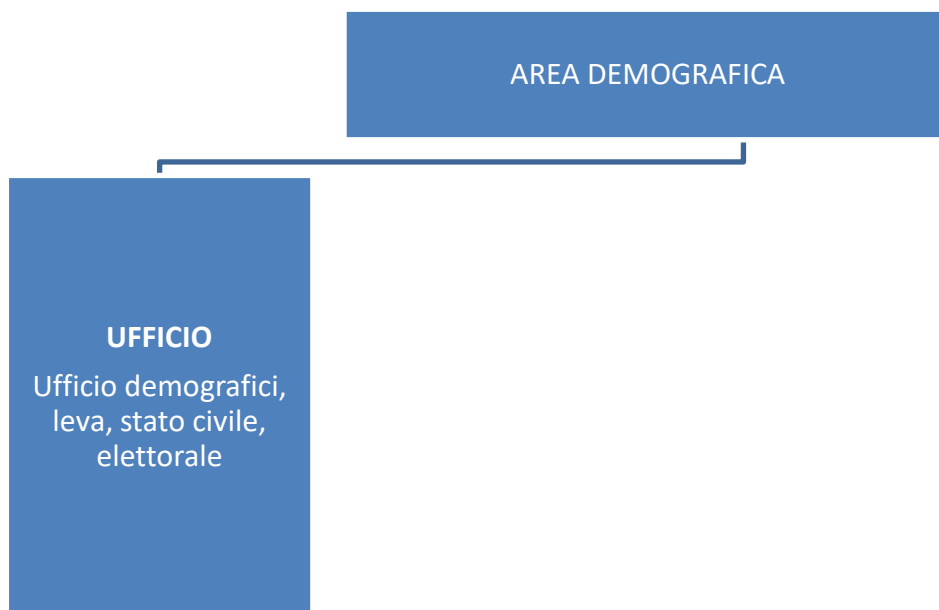 AREA DEMOGRAFICA
UFFICIO
Ufficio demografici,
leva, stato civile,
elettorale